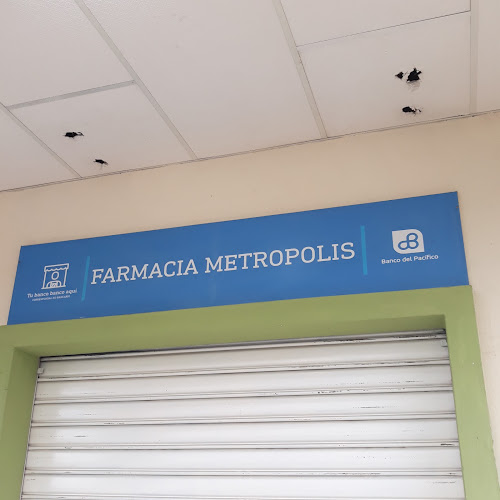 Tu banco banco aquí
FARMACIA METROPOLIS
Banco del Pacífico